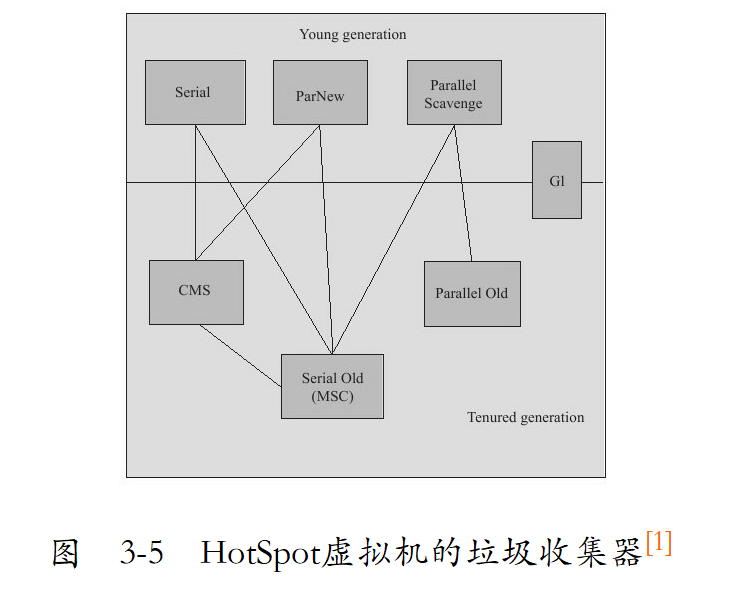 Young generation
Serial
ParNew
Parallel
Scavenge
Gl
CMS
Parallel Old
Serial Old
(MSC)
Tenured generation
图 3-5 HotSpot虚拟机的垃圾收集器[1]